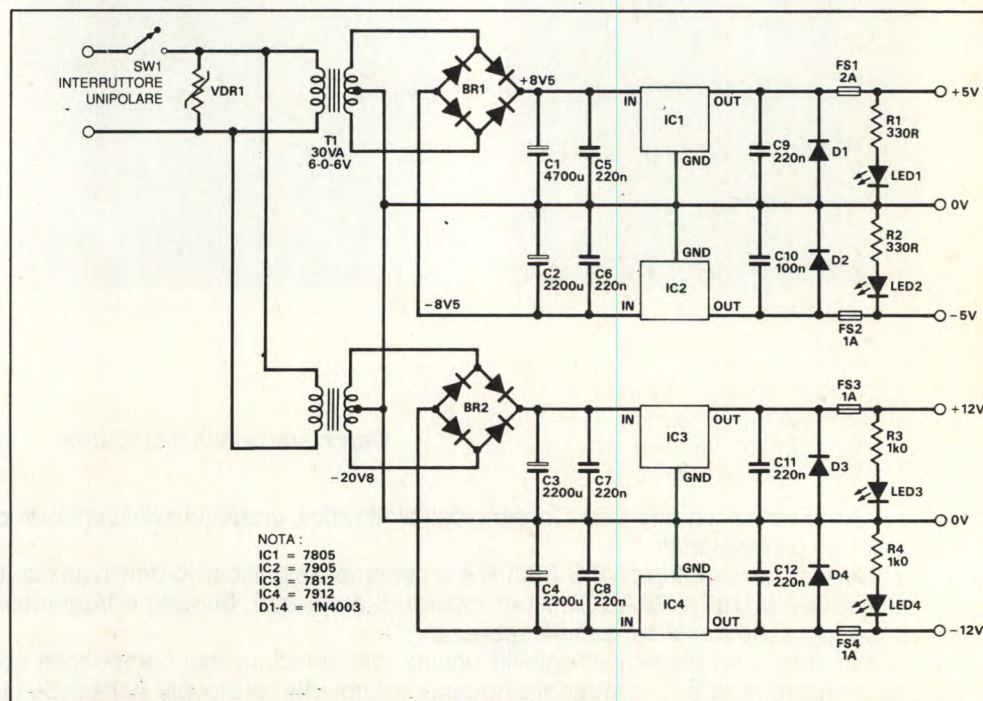 SW1
INTERRUTTORE
UNIPOLARE
VDR1
T1
30VA
6-0-6V
BR1
+8V5
C1
4700u
C5
220n
IN
OUT
IC1
GND
C9
220n
D1
FS1
2A
R1
330R
LED1
+5V
0V
C2
2200u
C6
220n
-8V5
GND
IC2
IN
OUT
C10
100n
D2
R2
330R
LED2
FS2
1A
-5V
BR2
-20V8
C3
2200u
C7
220n
IN
OUT
IC3
GND
C11
220n
D3
FS3
1A
R3
1k0
LED3
+12V
0V
C4
2200u
C8
220n
GND
IC4
IN
OUT
C12
220n
D4
R4
1k0
LED4
FS4
1A
-12V
NOTA :
IC1 = 7805
IC2 = 7905
IC3 = 7812
IC4 = 7912
D1-4 = 1N4003